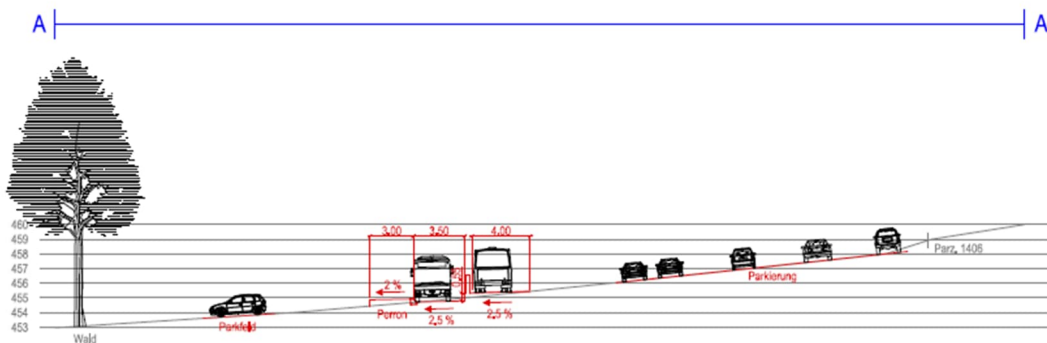 A A
460 3.00 3.50 4.00
459
458 Parz. 1406
457 2 % Parkierung
456
455 Perron
454 Parkfeld 2.5 % 2.5 %
453
Wald